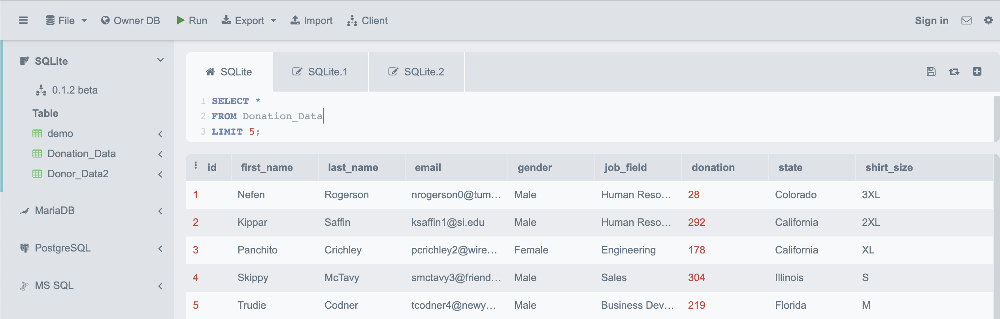 File Owner DB Run Export Import Client Sign in
SQLite
0.1.2 beta
Table
demo
Donation_Data
Donor_Data2
MariaDB
PostgreSQL
MS SQL
SQLite SQLite.1 SQLite.2
1 SELECT *
2 FROM Donation_Data
3 LIMIT 5;
id first_name last_name email gender job_field donation state shirt_size
1 Nefen Rogerson nrogerson0@tum... Male Human Reso... 28 Colorado 3XL
2 Kippar Saffin ksaffin1@si.edu Male Human Reso... 292 California 2XL
3 Panchito Crichley pcrichley2@wire... Female Engineering 178 California XL
4 Skippy McTavy smctavy3@friend... Male Sales 304 Illinois S
5 Trudie Codner tcodner4@newy... Male Business Dev... 219 Florida M